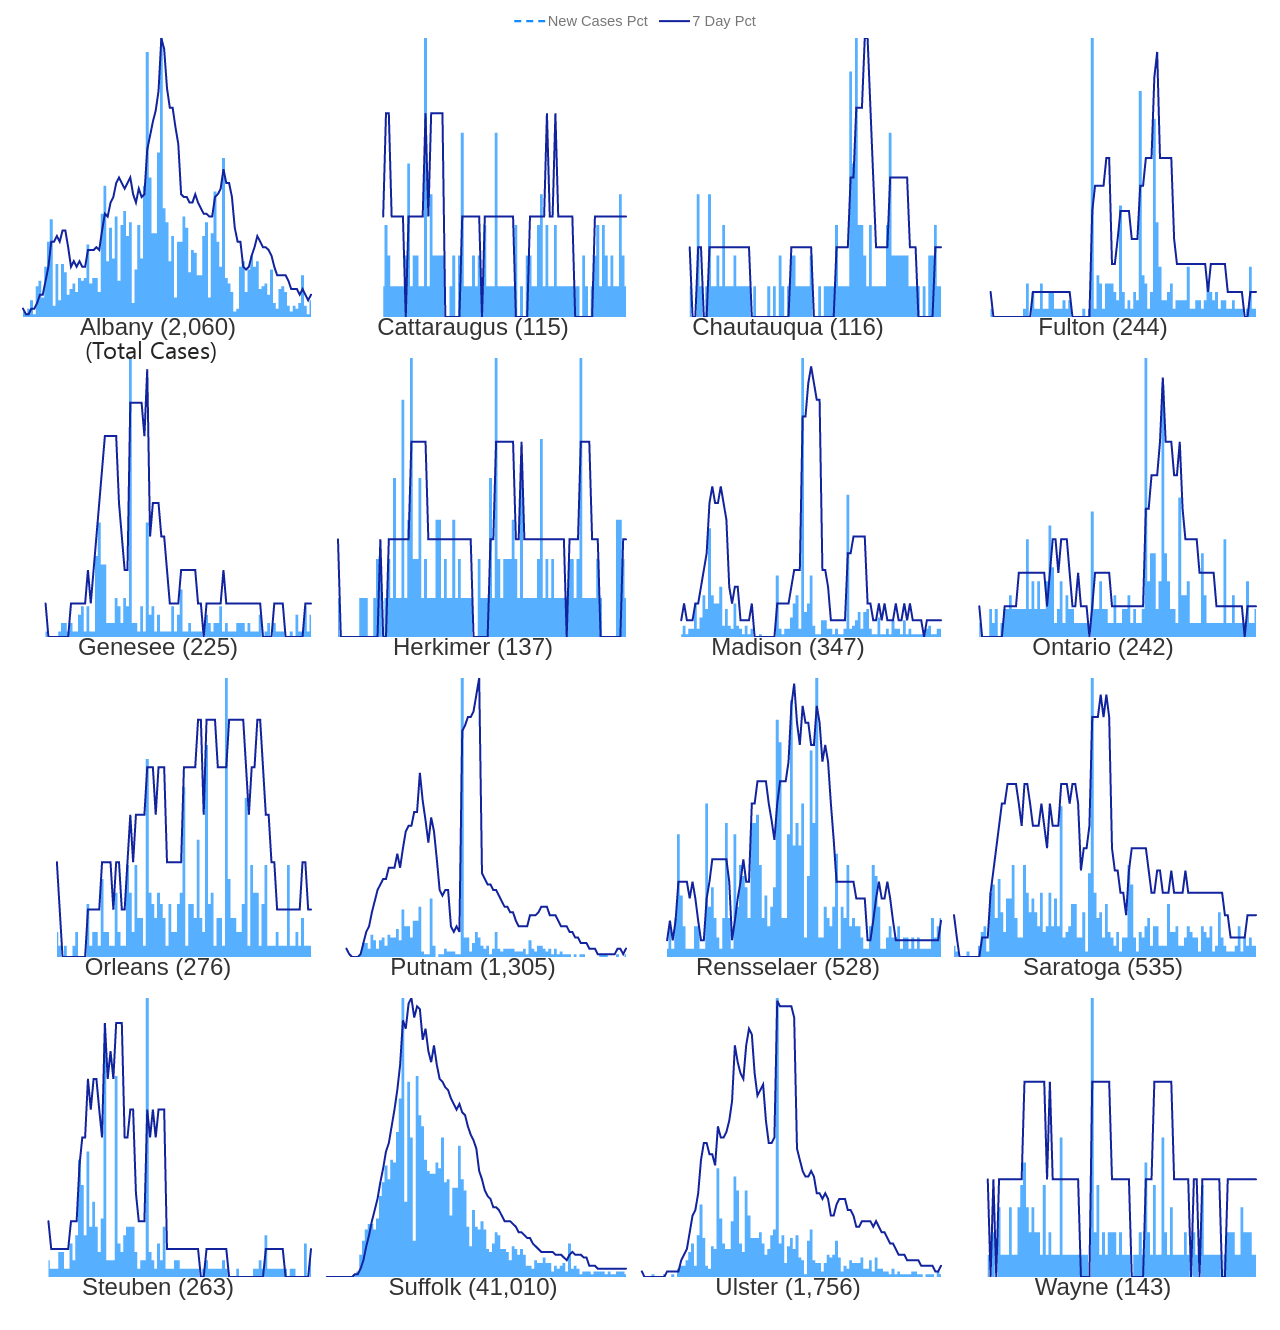 New Cases Pct 7 Day Pct
Albany (2,060) Cattaraugus (115) Chautauqua (116) Fulton (244)
(Total Cases)
Genesee (225) Herkimer (137) Madison (347) Ontario (242)
Orleans (276) Putnam (1,305) Rensselaer (528) Saratoga (535)
Steuben (263) Suffolk (41,010) Ulster (1,756) Wayne (143)